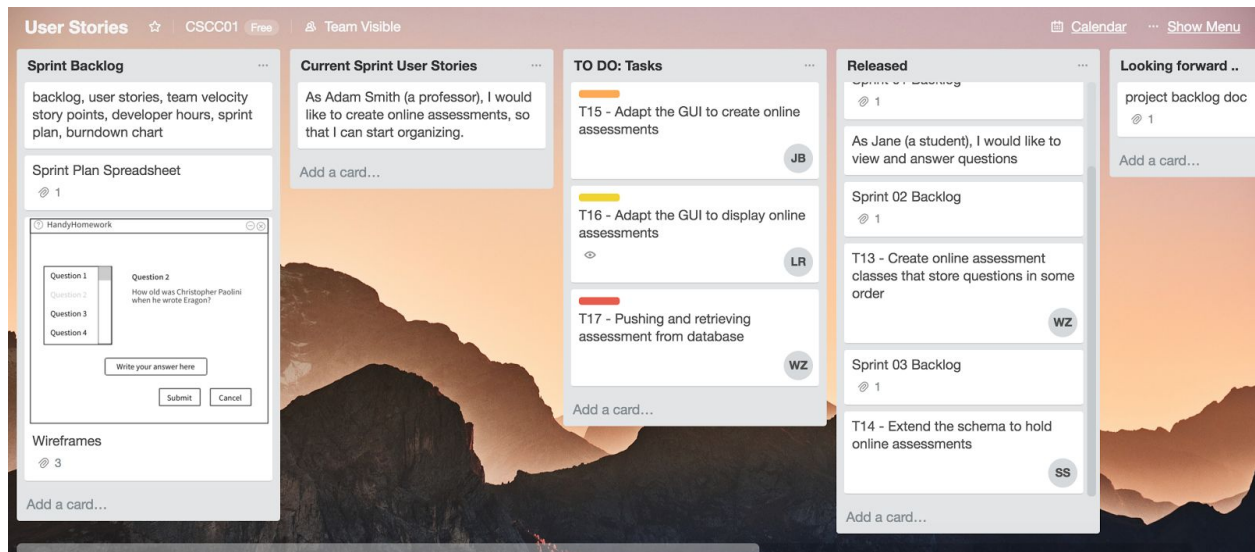 User Stories CSCC01 Free Team Visible Calendar ... Show Menu
Sprint Backlog ...
backlog, user stories, team velocity
story points, developer hours, sprint
plan, burndown chart
Sprint Plan Spreadsheet
1
HandyHomework
Question 1
Question 2
Question 3
Question 4
Question 2
How old was Christopher Paolini
when he wrote Eragon?
Write your answer here
Submit Cancel
Wireframes
3
Add a card...
Current Sprint User Stories ...
As Adam Smith (a professor), I would
like to create online assessments, so
that I can start organizing.
Add a card...
TO DO: Tasks ...
T15 - Adapt the GUI to create online
assessments
JB
T16 - Adapt the GUI to display online
assessments
LR
T17 - Pushing and retrieving
assessment from database
WZ
Add a card...
Released ...
Sprint 01 Backlog
1
As Jane (a student), I would like to
view and answer questions
Sprint 02 Backlog
1
T13 - Create online assessment
classes that store questions in some
order
WZ
Sprint 03 Backlog
1
T14 - Extend the schema to hold
online assessments
SS
Add a card...
Looking forward ..
project backlog doc
1
Add a card...